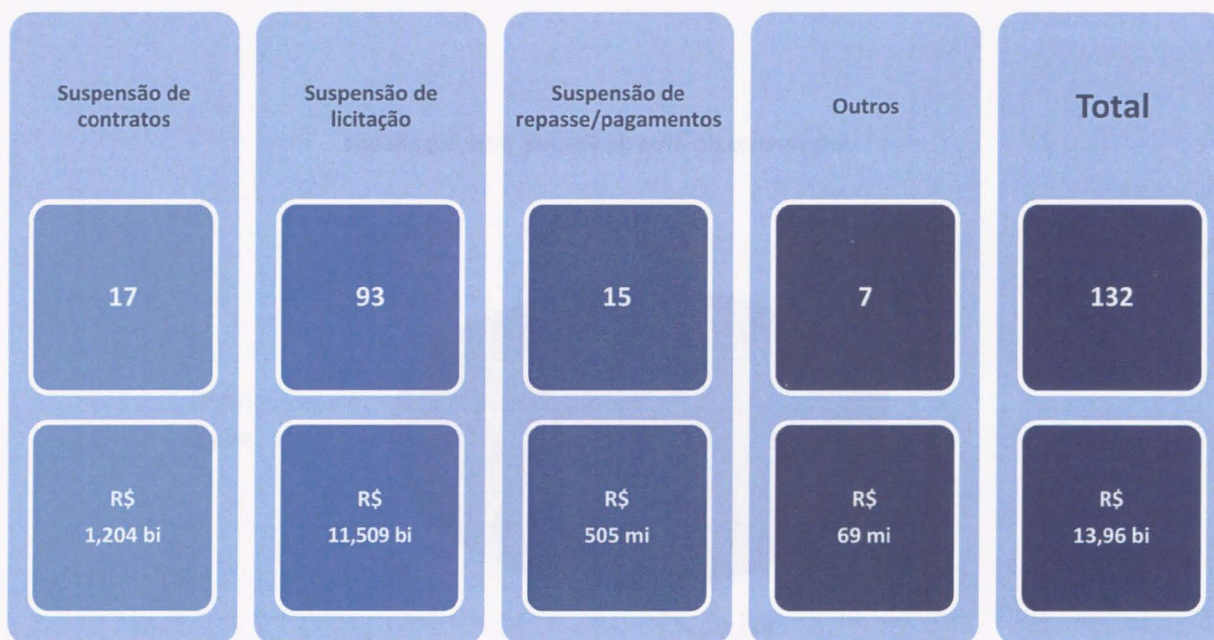 Suspensão de
contratos
17
R$
1,204 bi
Suspensão de
licitação
93
R$
11,509 bi
Suspensão de
repasse/pagamentos
15
R$
505 mi
Outros
7
R$
69 mi
Total
132
R$
13,96 bi